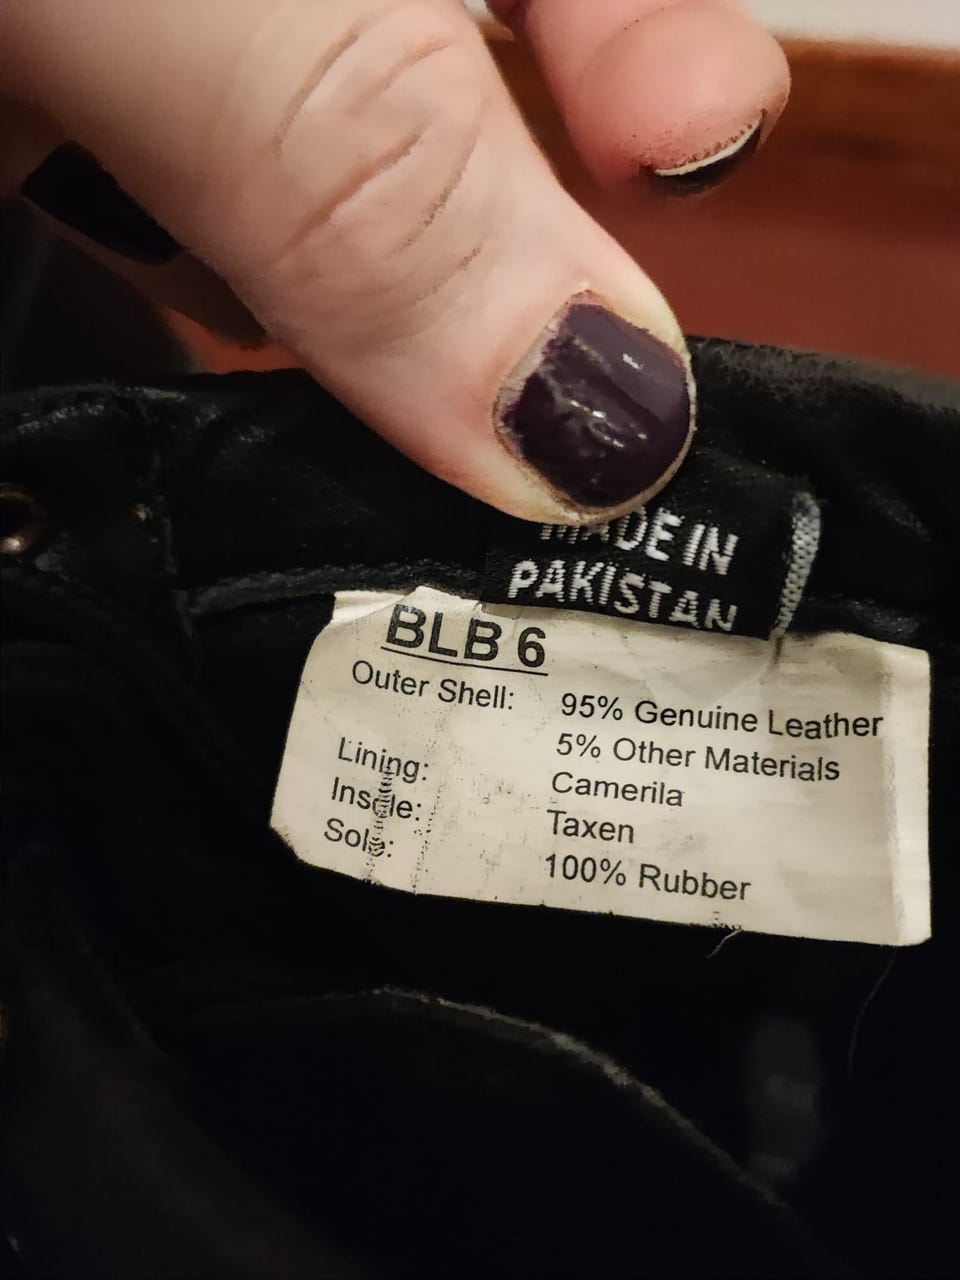 MADE IN
PAKISTAN
BLB 6
Outer Shell: 95% Genuine Leather
5% Other Materials
Lining: Camerila
Insole: Taxen
Sole: 100% Rubber